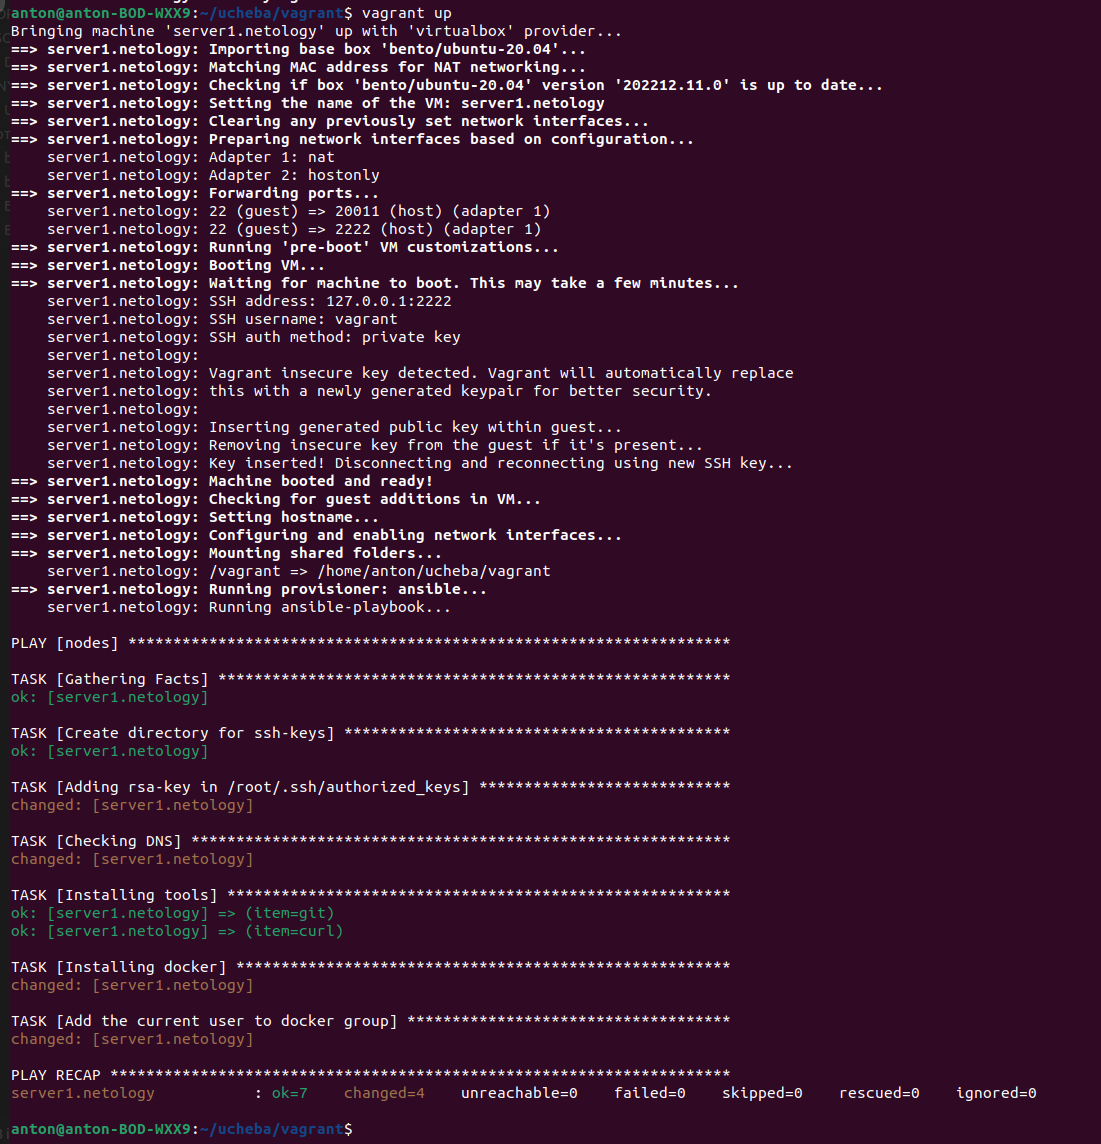 anton@anton-BOD-WXX9:~/ucheba/vagrant$ vagrant up
Bringing machine 'server1.netology' up with 'virtualbox' provider...
==> server1.netology: Importing base box 'bento/ubuntu-20.04'...
==> server1.netology: Matching MAC address for NAT networking...
==> server1.netology: Checking if box 'bento/ubuntu-20.04' version '202212.11.0' is up to date...
==> server1.netology: Setting the name of the VM: server1.netology
==> server1.netology: Clearing any previously set network interfaces...
==> server1.netology: Preparing network interfaces based on configuration...
    server1.netology: Adapter 1: nat
    server1.netology: Adapter 2: hostonly
==> server1.netology: Forwarding ports...
    server1.netology: 22 (guest) => 20011 (host) (adapter 1)
    server1.netology: 22 (guest) => 2222 (host) (adapter 1)
==> server1.netology: Running 'pre-boot' VM customizations...
==> server1.netology: Booting VM...
==> server1.netology: Waiting for machine to boot. This may take a few minutes...
    server1.netology: SSH address: 127.0.0.1:2222
    server1.netology: SSH username: vagrant
    server1.netology: SSH auth method: private key
    server1.netology:
    server1.netology: Vagrant insecure key detected. Vagrant will automatically replace
    server1.netology: this with a newly generated keypair for better security.
    server1.netology:
    server1.netology: Inserting generated public key within guest...
    server1.netology: Removing insecure key from the guest if it's present...
    server1.netology: Key inserted! Disconnecting and reconnecting using new SSH key...
==> server1.netology: Machine booted and ready!
==> server1.netology: Checking for guest additions in VM...
==> server1.netology: Setting hostname...
==> server1.netology: Configuring and enabling network interfaces...
==> server1.netology: Mounting shared folders...
    server1.netology: /vagrant => /home/anton/ucheba/vagrant
==> server1.netology: Running provisioner: ansible...
    server1.netology: Running ansible-playbook...
PLAY [nodes] *******************************************************************
TASK [Gathering Facts] *********************************************************
ok: [server1.netology]
TASK [Create directory for ssh-keys] *******************************************
ok: [server1.netology]
TASK [Adding rsa-key in /root/.ssh/authorized_keys] ****************************
changed: [server1.netology]
TASK [Checking DNS] ************************************************************
changed: [server1.netology]
TASK [Installing tools] ********************************************************
ok: [server1.netology] => (item=git)
ok: [server1.netology] => (item=curl)
TASK [Installing docker] *******************************************************
changed: [server1.netology]
TASK [Add the current user to docker group] ************************************
changed: [server1.netology]
PLAY RECAP *********************************************************************
server1.netology           : ok=7    changed=4    unreachable=0    failed=0    skipped=0    rescued=0    ignored=0
anton@anton-BOD-WXX9:~/ucheba/vagrant$